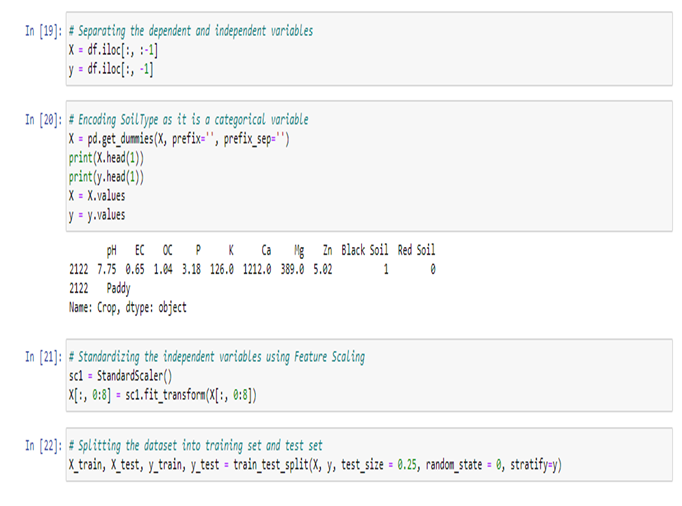 In [19]: # Separating the dependent and independent variables
X = df.iloc[:, :-1]
y = df.iloc[:, -1]
In [20]: # Encoding SoilType as it is a categorical variable
X = pd.get_dummies(X, prefix='', prefix_sep='')
print(X.head(1))
print(y.head(1))
X = X.values
y = y.values
pH EC OC P K Ca Mg Zn Black Soil Red Soil
2122 7.75 0.65 1.04 3.18 126.0 1212.0 389.0 5.02 1 0
2122 Paddy
Name: Crop, dtype: object
In [21]: # Standardizing the independent variables using Feature Scaling
sc1 = StandardScaler()
X[:, 0:8] = sc1.fit_transform(X[:, 0:8])
In [22]: # Splitting the dataset into training set and test set
X_train, X_test, y_train, y_test = train_test_split(X, y, test_size = 0.25, random_state = 0, stratify=y)